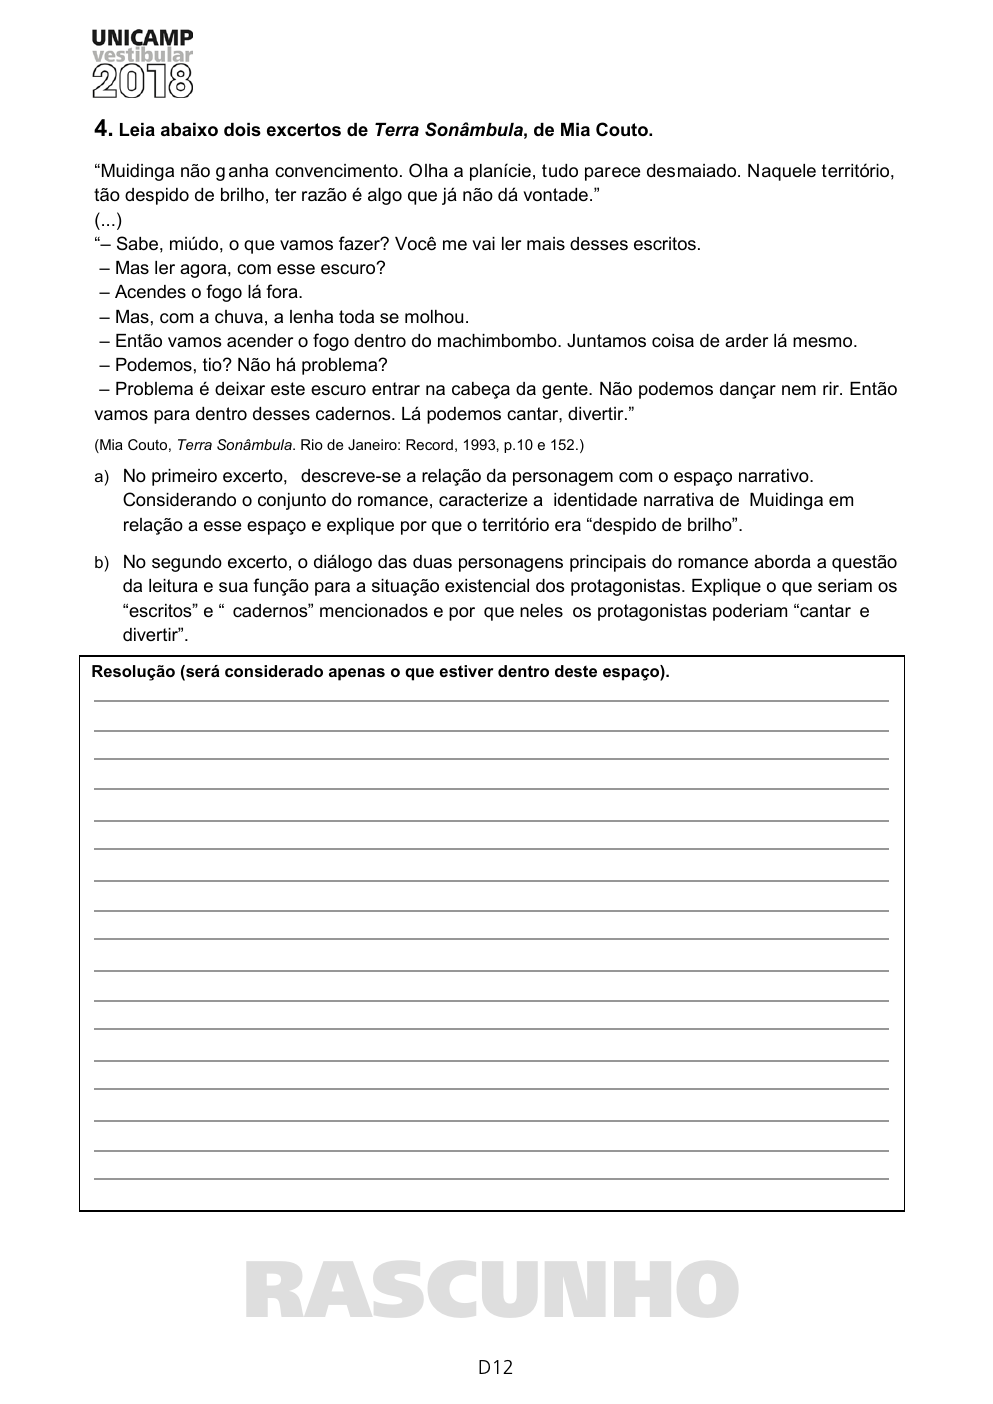 UNICAMP
vestibular
2018
4. Leia abaixo dois excertos de Terra Sonâmbula, de Mia Couto.
“Muidinga não ganha convencimento. Olha a planície, tudo parece desmaiado. Naquele território,
tão despido de brilho, ter razão é algo que já não dá vontade.”
(...)
“– Sabe, miúdo, o que vamos fazer? Você me vai ler mais desses escritos.
– Mas ler agora, com esse escuro?
– Acendes o fogo lá fora.
– Mas, com a chuva, a lenha toda se molhou.
– Então vamos acender o fogo dentro do machimbombo. Juntamos coisa de arder lá mesmo.
– Podemos, tio? Não há problema?
– Problema é deixar este escuro entrar na cabeça da gente. Não podemos dançar nem rir. Então
vamos para dentro desses cadernos. Lá podemos cantar, divertir.”
(Mia Couto, Terra Sonâmbula. Rio de Janeiro: Record, 1993, p.10 e 152.)
a) No primeiro excerto, descreve-se a relação da personagem com o espaço narrativo.
Considerando o conjunto do romance, caracterize a identidade narrativa de Muidinga em
relação a esse espaço e explique por que o território era “despido de brilho”.
b) No segundo excerto, o diálogo das duas personagens principais do romance aborda a questão
da leitura e sua função para a situação existencial dos protagonistas. Explique o que seriam os
“escritos” e “ cadernos” mencionados e por que neles os protagonistas poderiam “cantar e
divertir”.
Resolução (será considerado apenas o que estiver dentro deste espaço).
RASCUNHO
D12